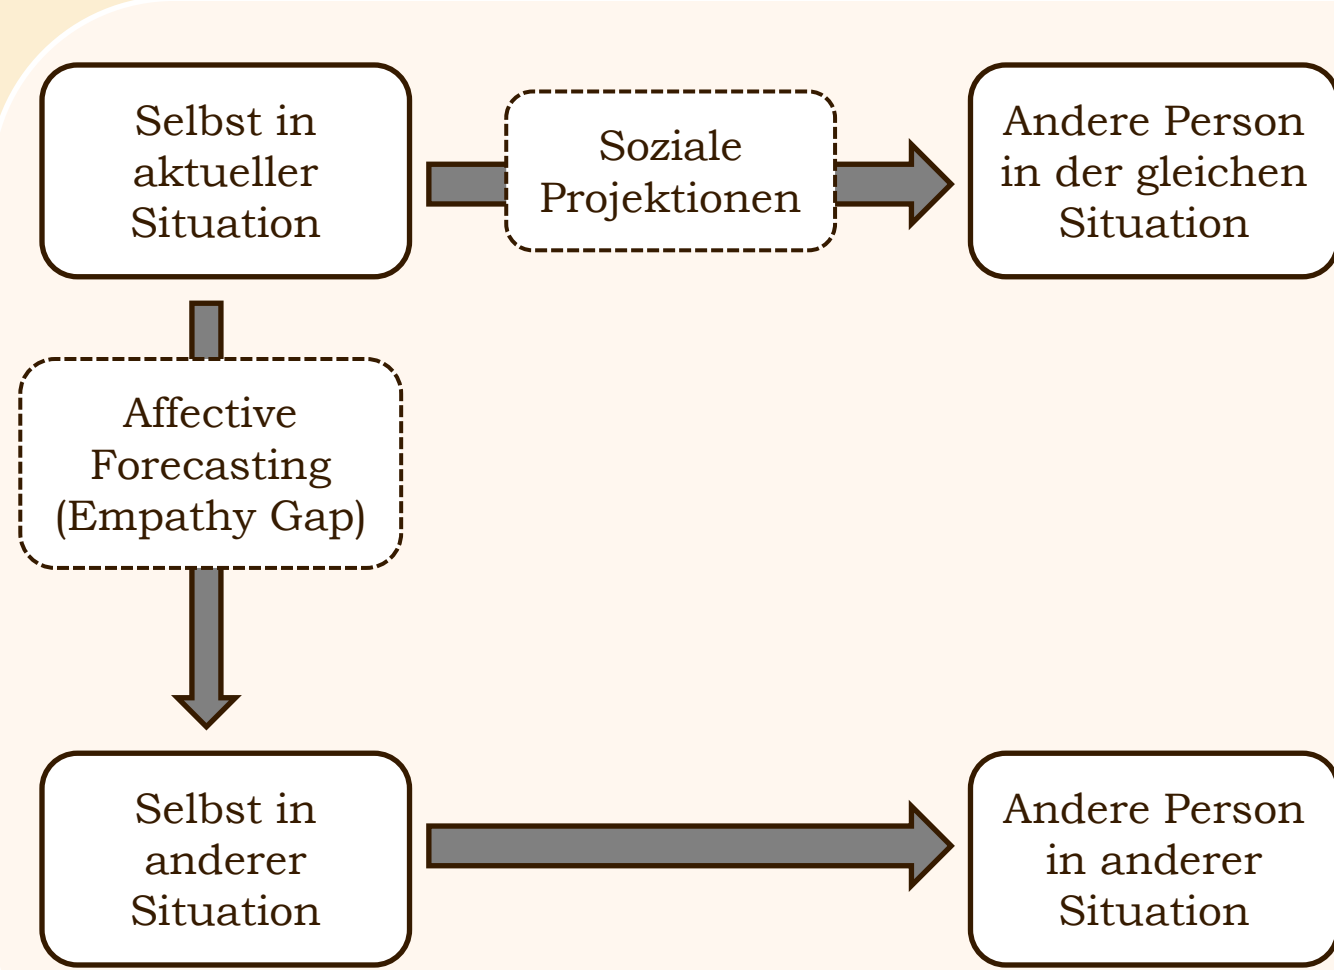 Selbst in
aktueller
Situation
Soziale
Projektionen
Andere Person
in der gleichen
Situation
Affective
Forecasting
(Empathy Gap)
Selbst in
anderer
Situation
Andere Person
in anderer
Situation